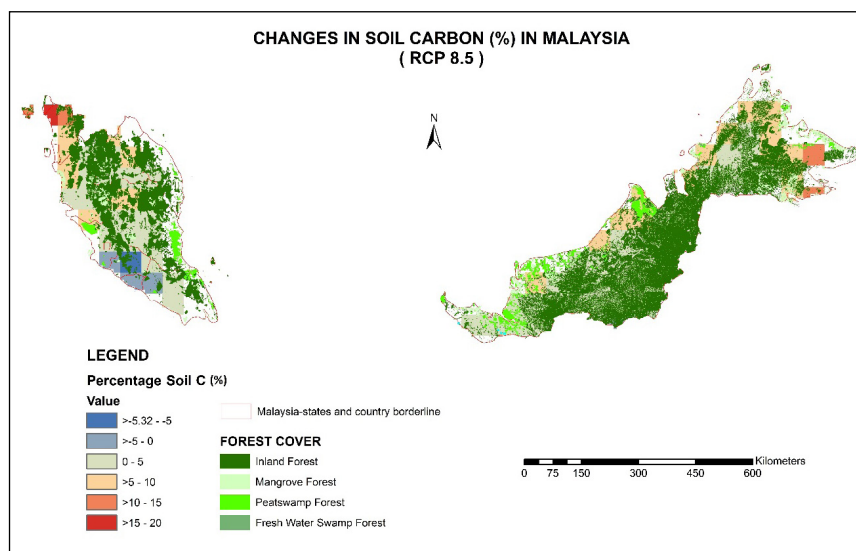 CHANGES IN SOIL CARBON (%) IN MALAYSIA
( RCP 8.5 )
N
LEGEND
Percentage Soil C (%)
Value
>-5.32 - -5
>-5 - 0
0 - 5
>5 - 10
>10 - 15
>15 - 20
Malaysia-states and country borderline
FOREST COVER
Inland Forest
Mangrove Forest
Peatswamp Forest
Fresh Water Swamp Forest
Kilometers
0 75 150 300 450 600